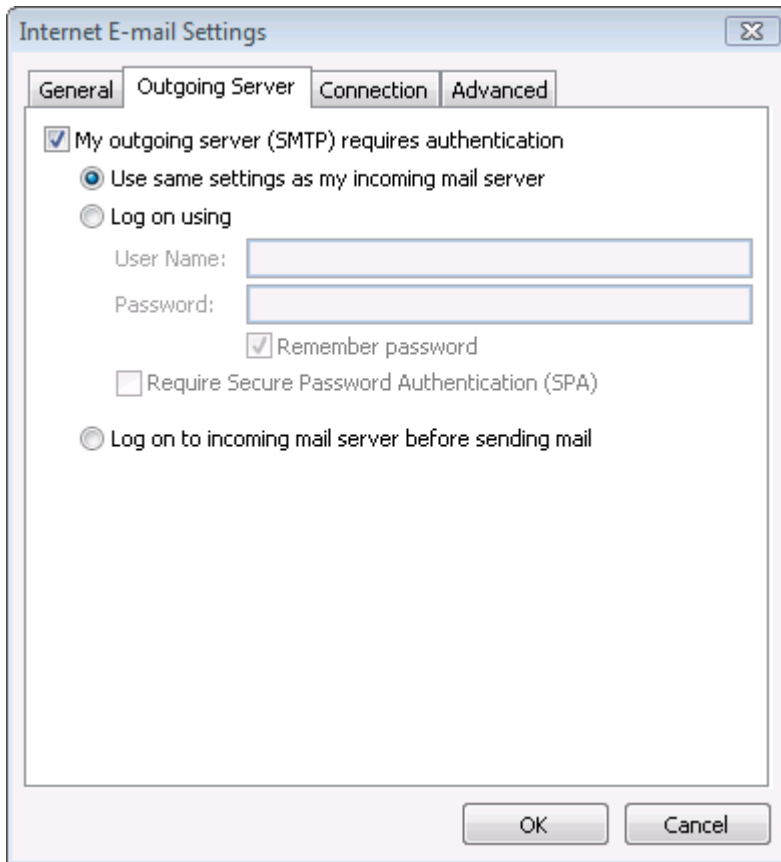 Internet E-mail Settings
General Outgoing Server Connection Advanced
My outgoing server (SMTP) requires authentication
Use same settings as my incoming mail server
Log on using
User Name:
Password:
Remember password
Require Secure Password Authentication (SPA)
Log on to incoming mail server before sending mail
OK Cancel